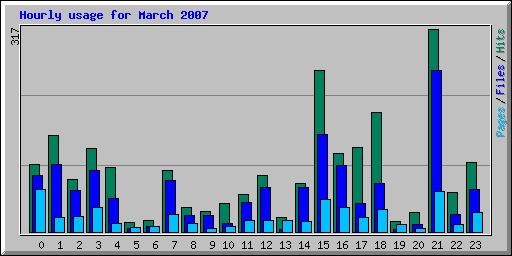 Hourly usage for March 2007
317
Pages/Files/Hits
0 1 2 3 4 5 6 7 8 9 10 11 12 13 14 15 16 17 18 19 20 21 22 23